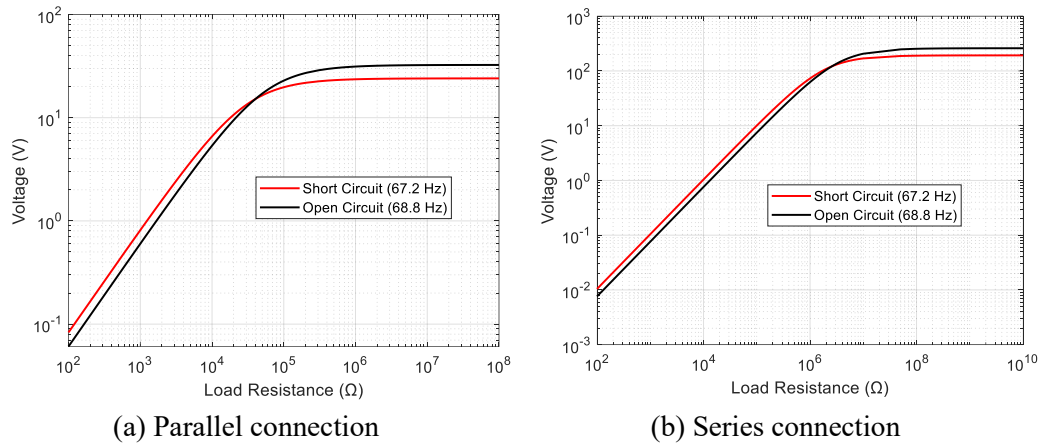 10^2
10^1
10^0
10^-1
Voltage (V)
Short Circuit (67.2 Hz)
Open Circuit (68.8 Hz)
10^2 10^3 10^4 10^5 10^6 10^7 10^8
Load Resistance (Ω)
(a) Parallel connection
10^3
10^2
10^1
10^0
10^-1
10^-2
10^-3
Voltage (V)
Short Circuit (67.2 Hz)
Open Circuit (68.8 Hz)
10^2 10^4 10^6 10^8 10^10
Load Resistance (Ω)
(b) Series connection